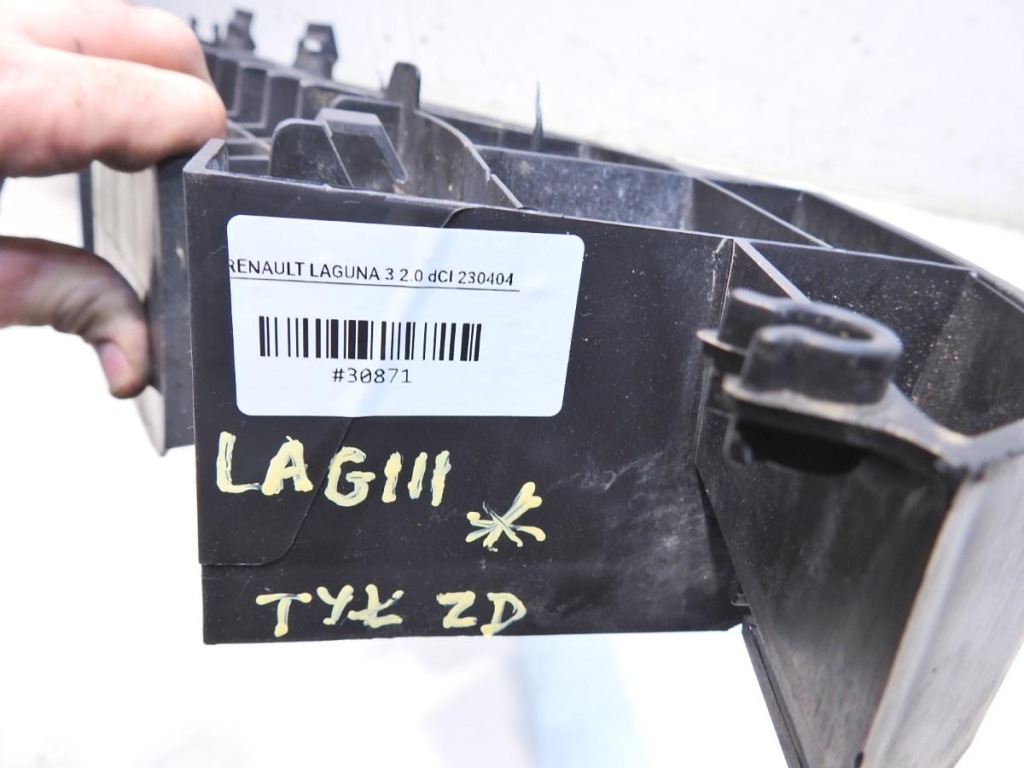 RENAULT LAGUNA 3 2.0 dCI 230404
#30871
LAGIII
TYŁ ZD